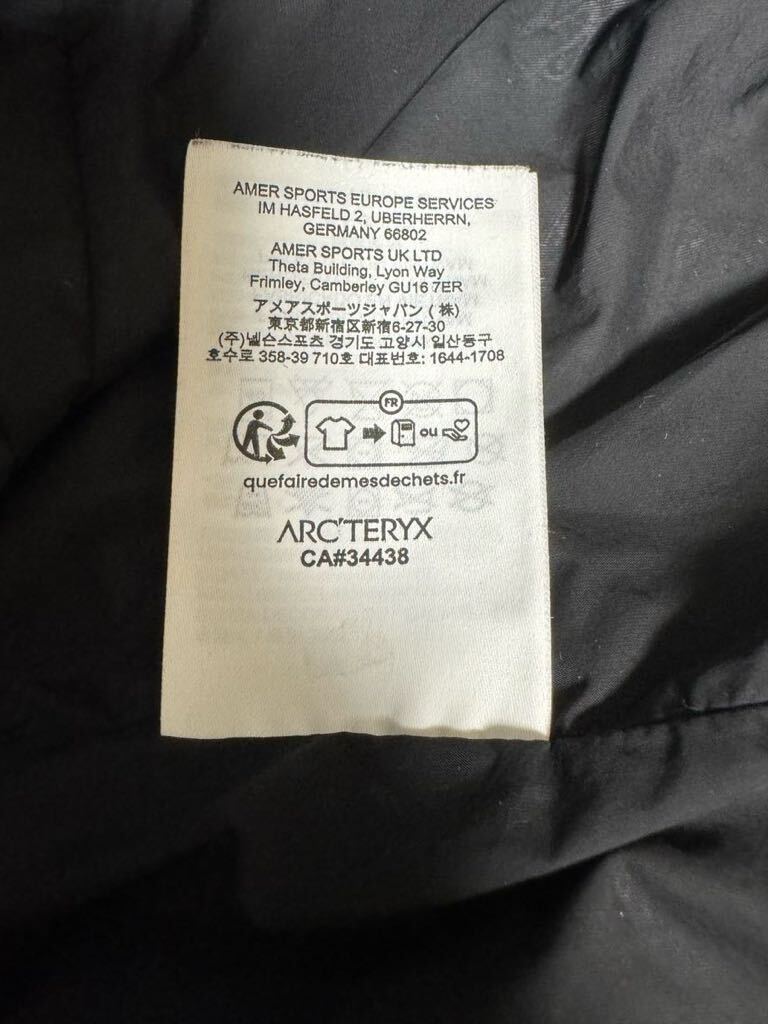 AMER SPORTS EUROPE SERVICES
IM HASFELD 2, UBERHERRN,
GERMANY 66802
AMER SPORTS UK LTD
Theta Building, Lyon Way
Frimley, Camberley GU16 7ER
アメアスポーツジャパン (株)
東京都新宿区新宿6-27-30
(주)넬슨스포츠 경기도 고양시 일산동구
호수로 358-39 710호 대표번호: 1644-1708
FR
ou
quefairedemesdechets.fr
ARC'TERYX
CA#34438